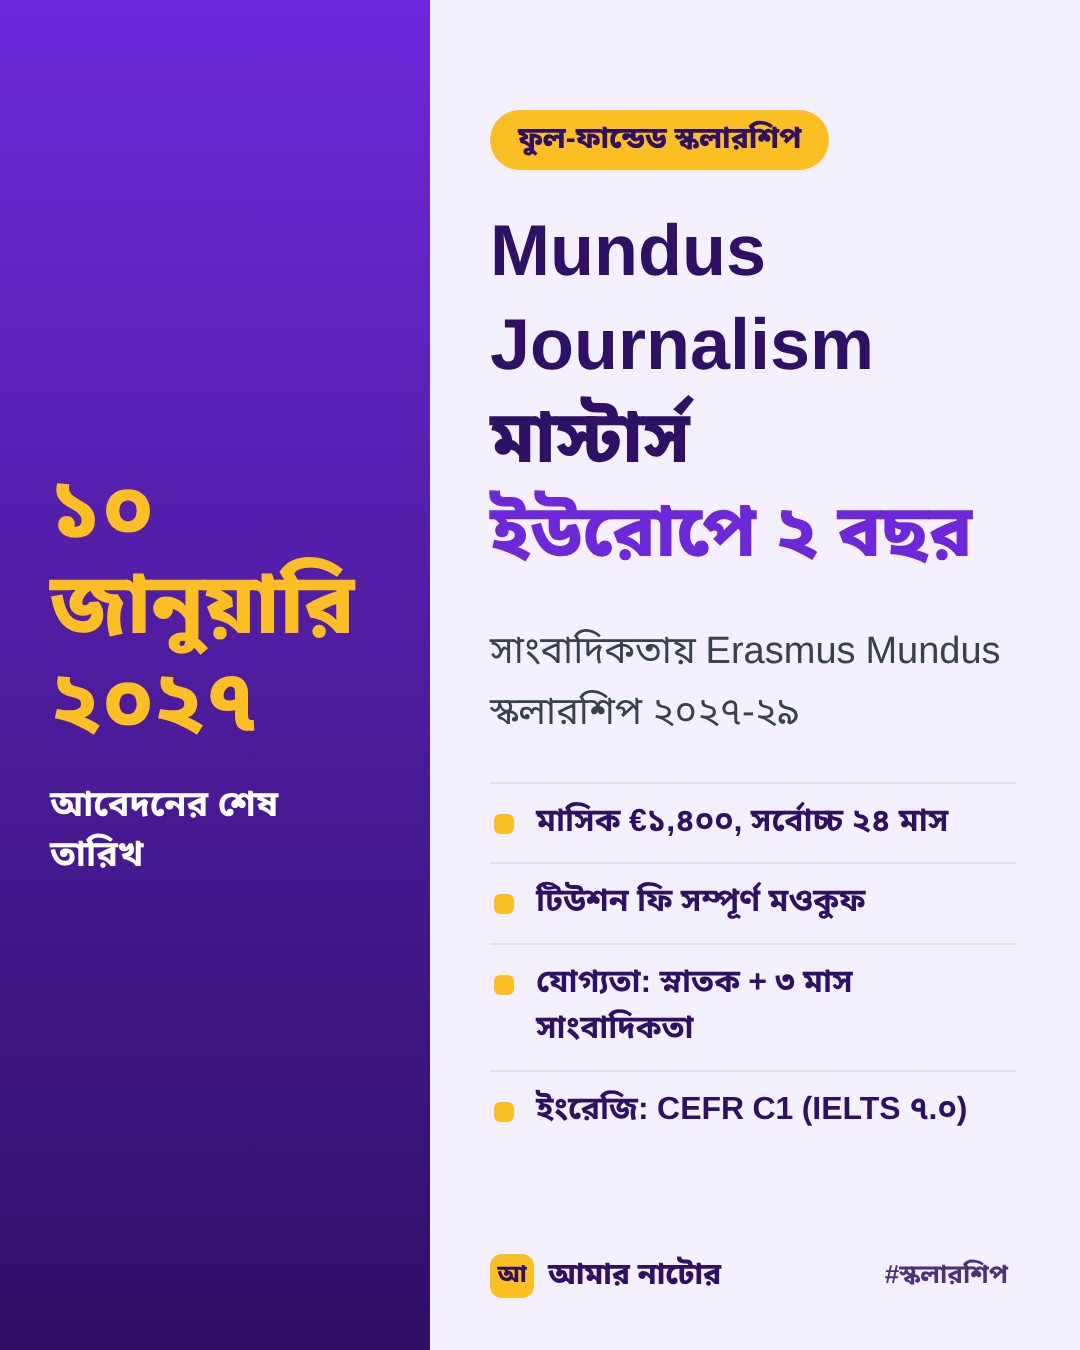 ১০
জানুয়ারি
২০২৭
আবেদনের শেষ
তারিখ
ফুল-ফান্ডেড স্কলারশিপ
Mundus
Journalism
মাস্টার্স
ইউরোপে ২ বছর
সাংবাদিকতায় Erasmus Mundus
স্কলারশিপ ২০২৭-২৯
মাসিক €১,৪০০, সর্বোচ্চ ২৪ মাস
টিউশন ফি সম্পূর্ণ মওকুফ
যোগ্যতা: স্নাতক + ৩ মাস
সাংবাদিকতা
ইংরেজি: CEFR C1 (IELTS ৭.০)
আ আমার নাটোর
#স্কলারশিপ